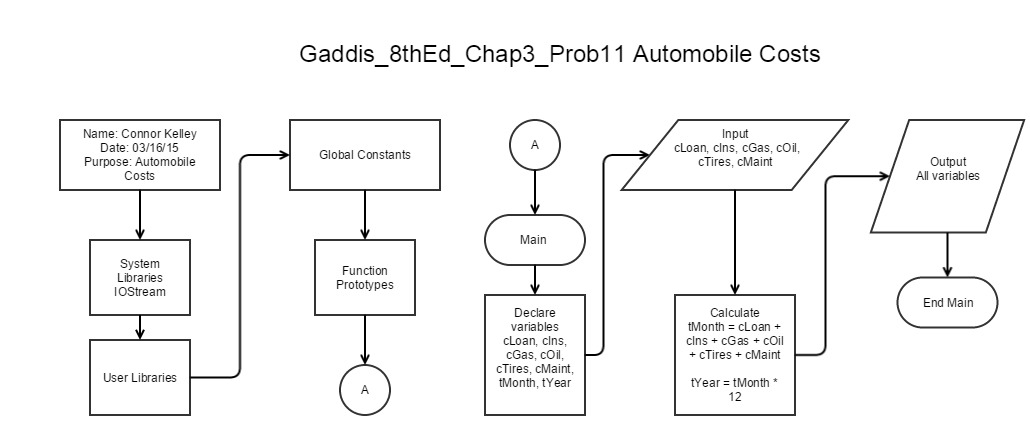 Gaddis_8thEd_Chap3_Prob11 Automobile Costs
Name: Connor Kelley
Date: 03/16/15
Purpose: Automobile
Costs
System
Libraries
IOStream
User Libraries
Global Constants
Function
Prototypes
A
A
Main
Declare
variables
cLoan, cIns,
cGas, cOil,
cTires, cMaint,
tMonth, tYear
Input
cLoan, cIns, cGas, cOil,
cTires, cMaint
Calculate
tMonth = cLoan +
cIns + cGas + cOil
+ cTires + cMaint
tYear = tMonth *
12
Output
All variables
End Main